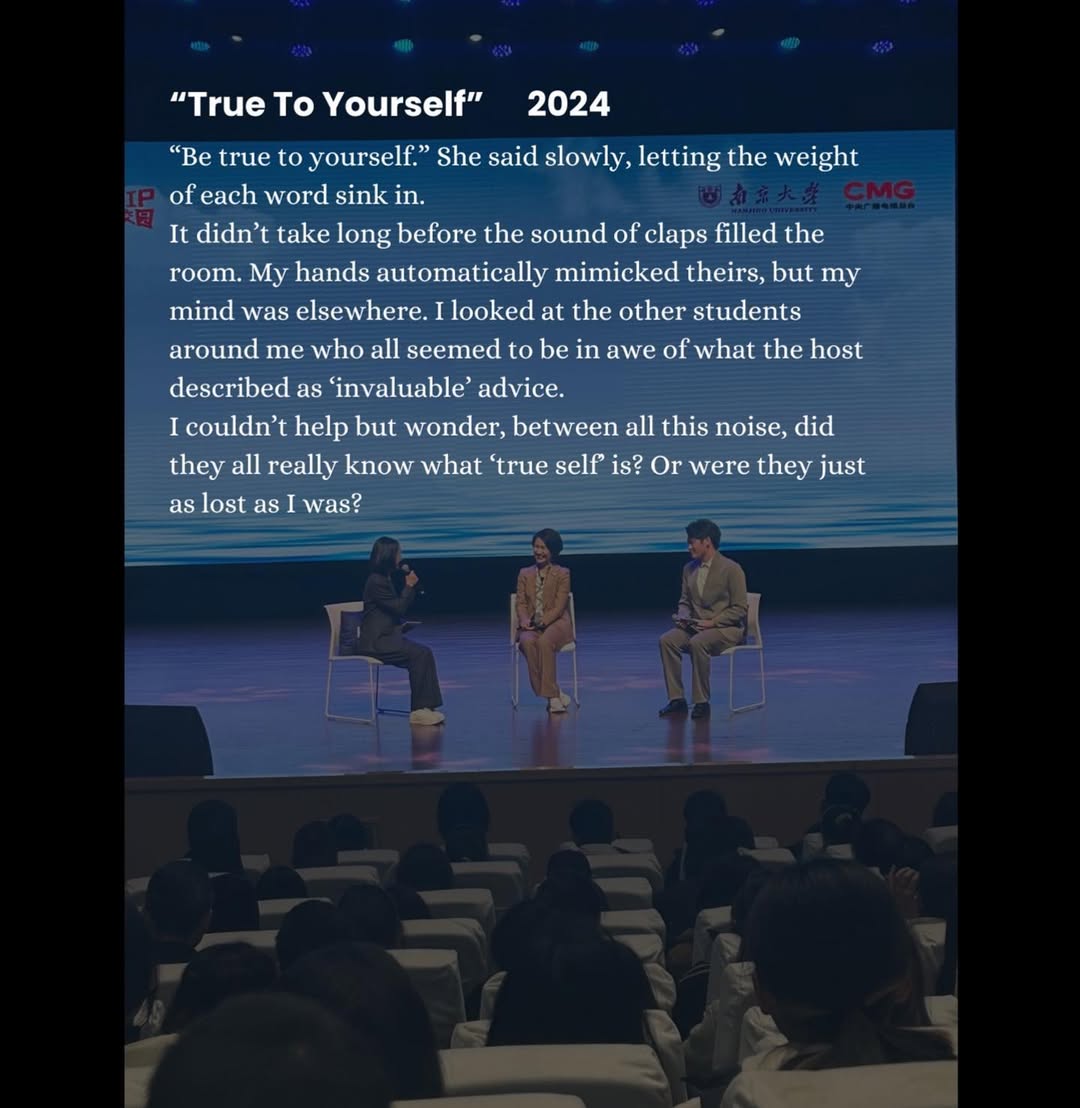 “True To Yourself” 2024
“Be true to yourself.” She said slowly, letting the weight
of each word sink in.
It didn’t take long before the sound of claps filled the
room. My hands automatically mimicked theirs, but my
mind was elsewhere. I looked at the other students
around me who all seemed to be in awe of what the host
described as ‘invaluable’ advice.
I couldn’t help but wonder, between all this noise, did
they all really know what ‘true self’ is? Or were they just
as lost as I was?
IP
南京大学
NANJING UNIVERSITY
CMG
中央广播电视总台